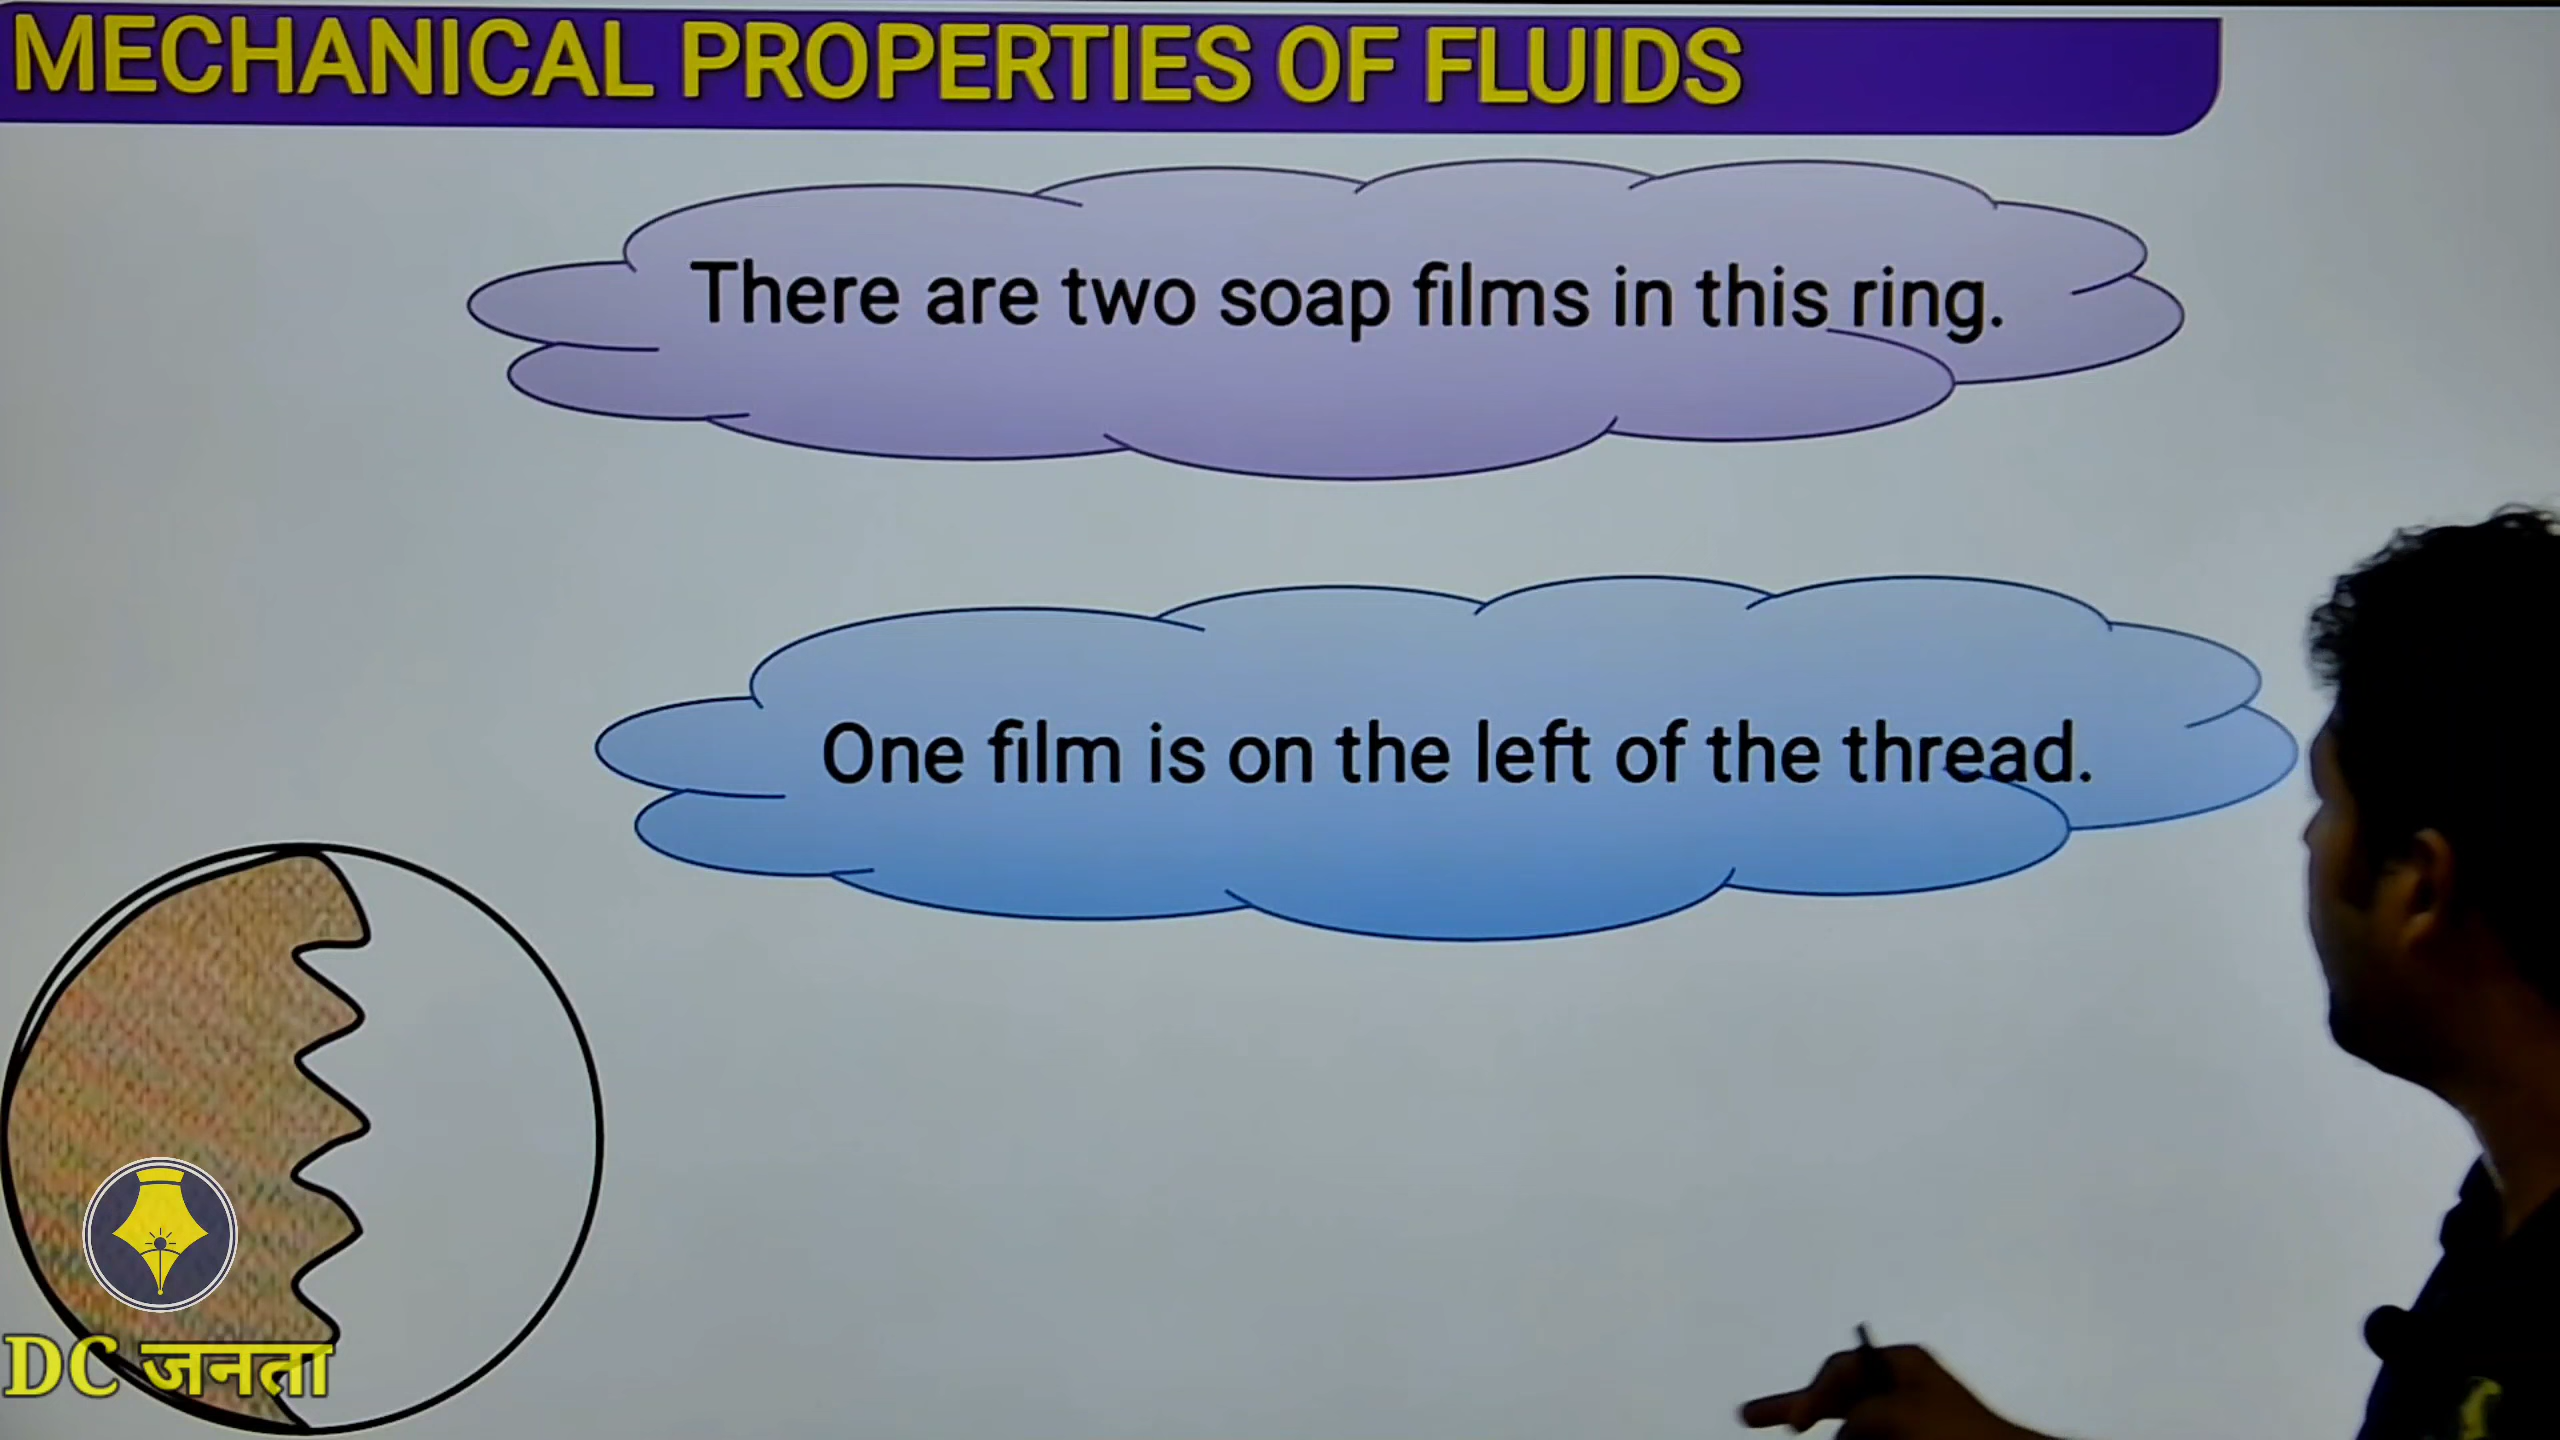 MECHANICAL PROPERTIES OF FLUIDS
There are two soap films in this ring.
One film is on the left of the thread.
DC जनता